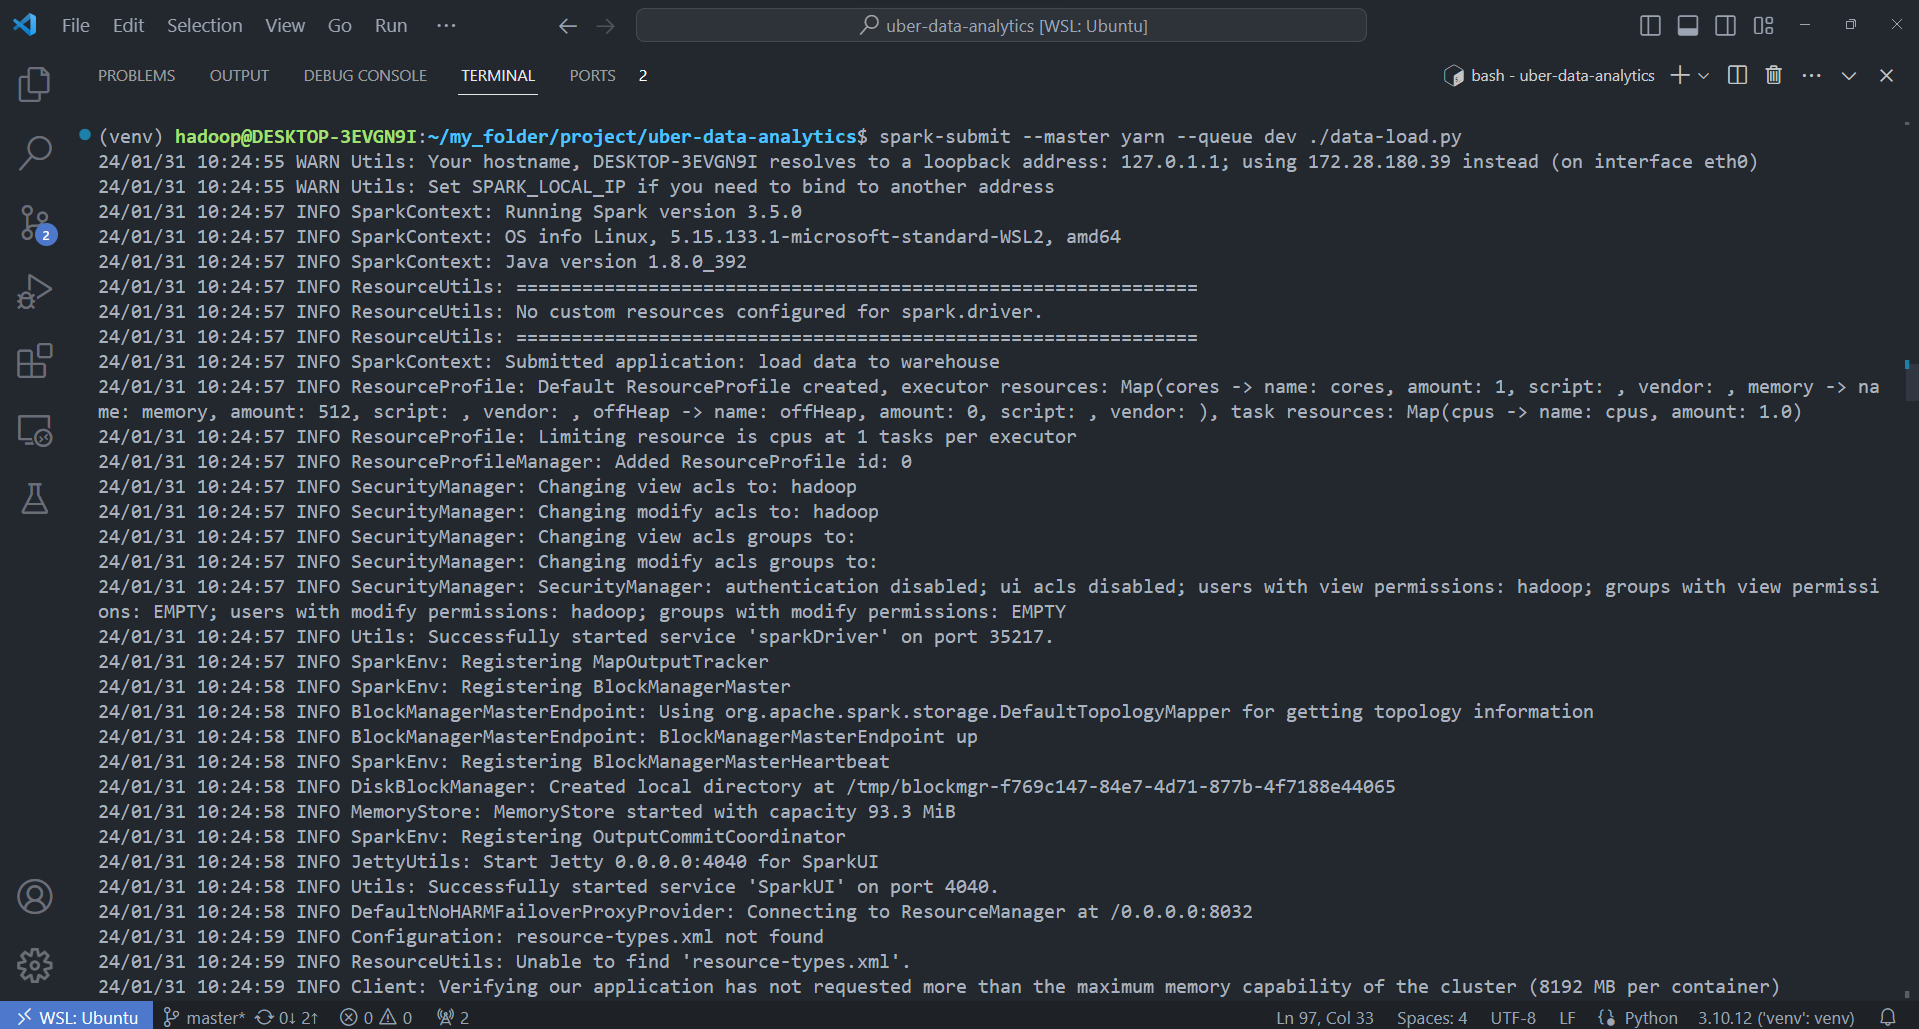 File Edit Selection View Go Run ··· uber-data-analytics [WSL: Ubuntu]
PROBLEMS OUTPUT DEBUG CONSOLE TERMINAL PORTS 2 bash - uber-data-analytics
(venv) hadoop@DESKTOP-3EVGN9I:~/my_folder/project/uber-data-analytics$ spark-submit --master yarn --queue dev ./data-load.py
24/01/31 10:24:55 WARN Utils: Your hostname, DESKTOP-3EVGN9I resolves to a loopback address: 127.0.1.1; using 172.28.180.39 instead (on interface eth0)
24/01/31 10:24:55 WARN Utils: Set SPARK_LOCAL_IP if you need to bind to another address
24/01/31 10:24:57 INFO SparkContext: Running Spark version 3.5.0
24/01/31 10:24:57 INFO SparkContext: OS info Linux, 5.15.133.1-microsoft-standard-WSL2, amd64
24/01/31 10:24:57 INFO SparkContext: Java version 1.8.0_392
24/01/31 10:24:57 INFO ResourceUtils: ==============================================================
24/01/31 10:24:57 INFO ResourceUtils: No custom resources configured for spark.driver.
24/01/31 10:24:57 INFO ResourceUtils: ==============================================================
24/01/31 10:24:57 INFO SparkContext: Submitted application: load data to warehouse
24/01/31 10:24:57 INFO ResourceProfile: Default ResourceProfile created, executor resources: Map(cores -> name: cores, amount: 1, script: , vendor: , memory -> na
me: memory, amount: 512, script: , vendor: , offHeap -> name: offHeap, amount: 0, script: , vendor: ), task resources: Map(cpus -> name: cpus, amount: 1.0)
24/01/31 10:24:57 INFO ResourceProfile: Limiting resource is cpus at 1 tasks per executor
24/01/31 10:24:57 INFO ResourceProfileManager: Added ResourceProfile id: 0
24/01/31 10:24:57 INFO SecurityManager: Changing view acls to: hadoop
24/01/31 10:24:57 INFO SecurityManager: Changing modify acls to: hadoop
24/01/31 10:24:57 INFO SecurityManager: Changing view acls groups to:
24/01/31 10:24:57 INFO SecurityManager: Changing modify acls groups to:
24/01/31 10:24:57 INFO SecurityManager: SecurityManager: authentication disabled; ui acls disabled; users with view permissions: hadoop; groups with view permissi
ons: EMPTY; users with modify permissions: hadoop; groups with modify permissions: EMPTY
24/01/31 10:24:57 INFO Utils: Successfully started service 'sparkDriver' on port 35217.
24/01/31 10:24:57 INFO SparkEnv: Registering MapOutputTracker
24/01/31 10:24:58 INFO SparkEnv: Registering BlockManagerMaster
24/01/31 10:24:58 INFO BlockManagerMasterEndpoint: Using org.apache.spark.storage.DefaultTopologyMapper for getting topology information
24/01/31 10:24:58 INFO BlockManagerMasterEndpoint: BlockManagerMasterEndpoint up
24/01/31 10:24:58 INFO SparkEnv: Registering BlockManagerMasterHeartbeat
24/01/31 10:24:58 INFO DiskBlockManager: Created local directory at /tmp/blockmgr-f769c147-84e7-4d71-877b-4f7188e44065
24/01/31 10:24:58 INFO MemoryStore: MemoryStore started with capacity 93.3 MiB
24/01/31 10:24:58 INFO SparkEnv: Registering OutputCommitCoordinator
24/01/31 10:24:58 INFO JettyUtils: Start Jetty 0.0.0.0:4040 for SparkUI
24/01/31 10:24:58 INFO Utils: Successfully started service 'SparkUI' on port 4040.
24/01/31 10:24:58 INFO DefaultNoHARMFailoverProxyProvider: Connecting to ResourceManager at /0.0.0.0:8032
24/01/31 10:24:59 INFO Configuration: resource-types.xml not found
24/01/31 10:24:59 INFO ResourceUtils: Unable to find 'resource-types.xml'.
24/01/31 10:24:59 INFO Client: Verifying our application has not requested more than the maximum memory capability of the cluster (8192 MB per container)
2
WSL: Ubuntu master* 0↓ 2↑ 0 0 2 Ln 97, Col 33 Spaces: 4 UTF-8 LF Python 3.10.12 ('venv': venv)